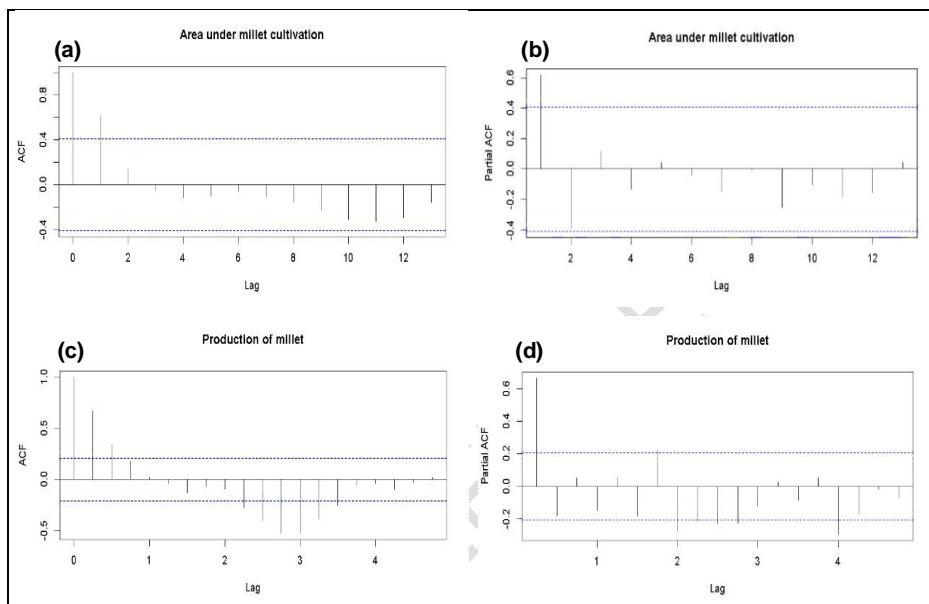 (a)
Area under millet cultivation
ACF
0.8
0.4
0.0
-0.4
0 2 4 6 8 10 12
Lag
(b)
Area under millet cultivation
Partial ACF
0.6
0.4
0.2
0.0
-0.2
-0.4
2 4 6 8 10 12
Lag
(c)
Production of millet
ACF
1.0
0.5
0.0
-0.5
0 1 2 3 4
Lag
(d)
Production of millet
Partial ACF
0.6
0.4
0.2
0.0
-0.2
1 2 3 4
Lag